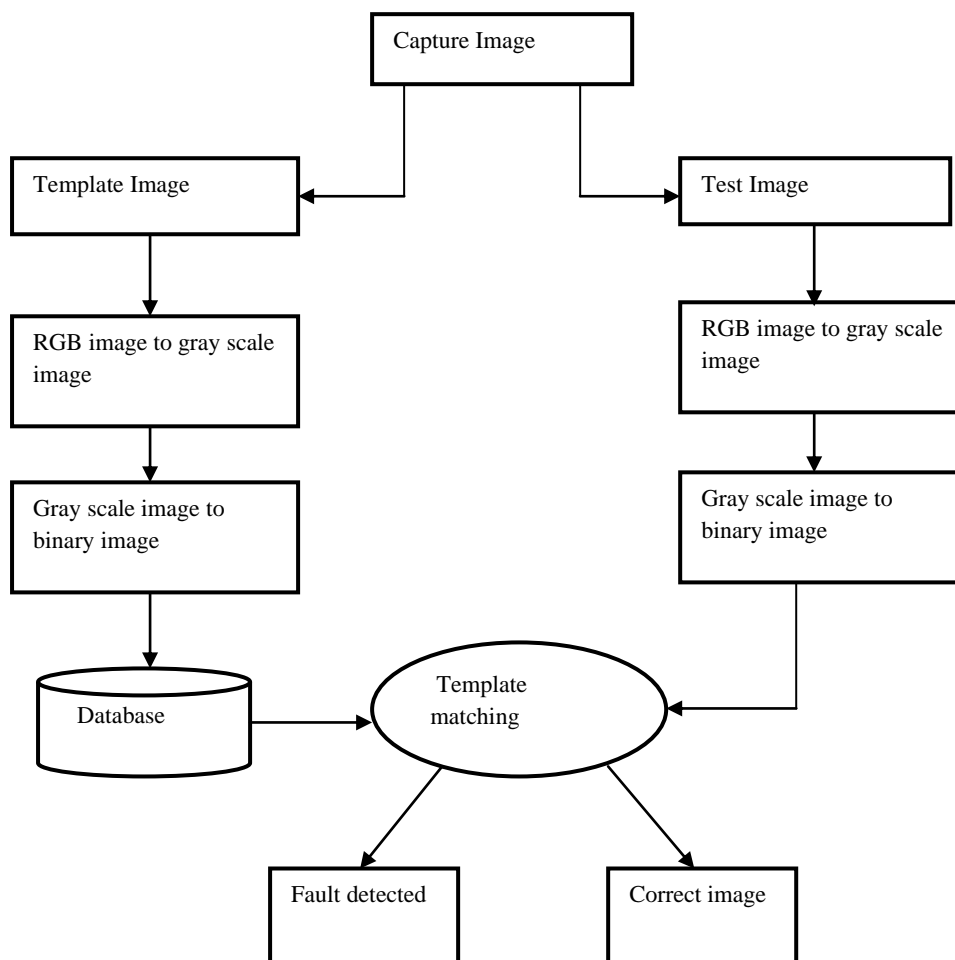 Capture Image
Template Image
Test Image
RGB image to gray scale
image
RGB image to gray scale
image
Gray scale image to
binary image
Gray scale image to
binary image
Database
Template
matching
Fault detected
Correct image